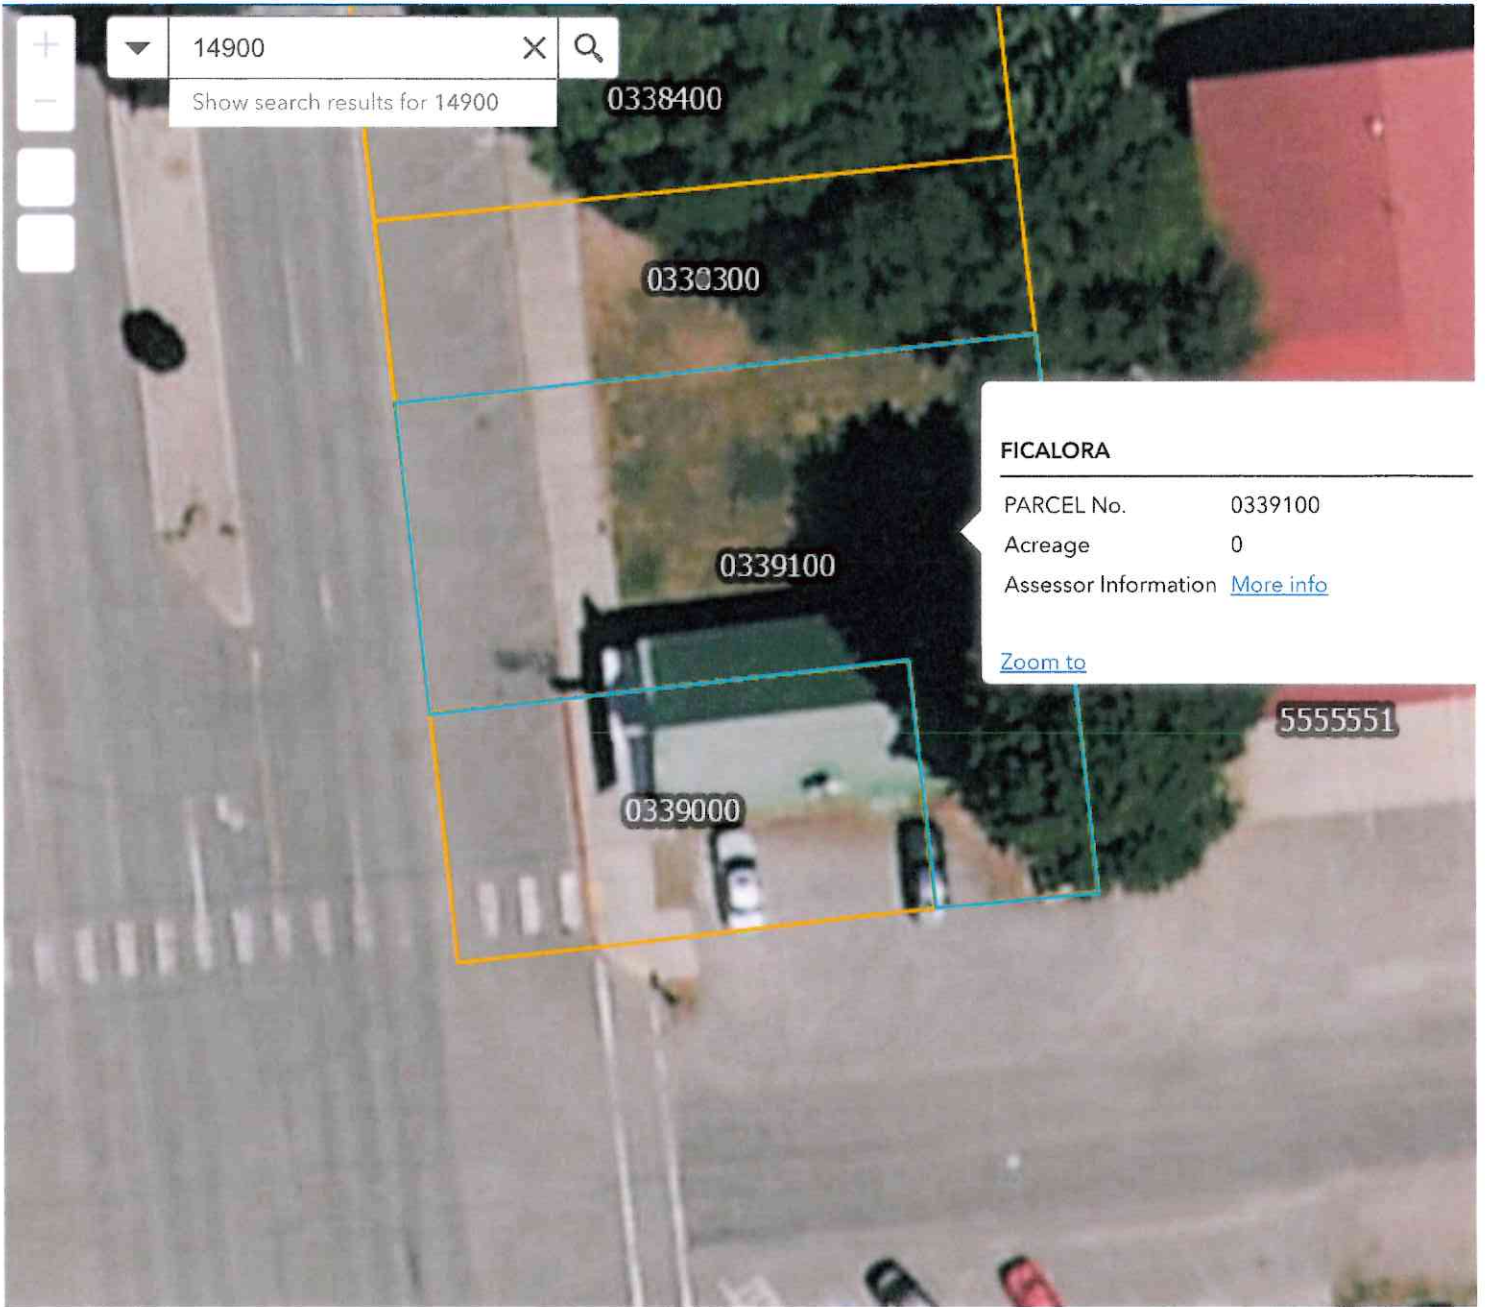 14900
Show search results for 14900
0338400
0338300
FICALORA
PARCEL No. 0339100
Acreage 0
0339100
Assessor Information More info
Zoom to
5555551
0339000